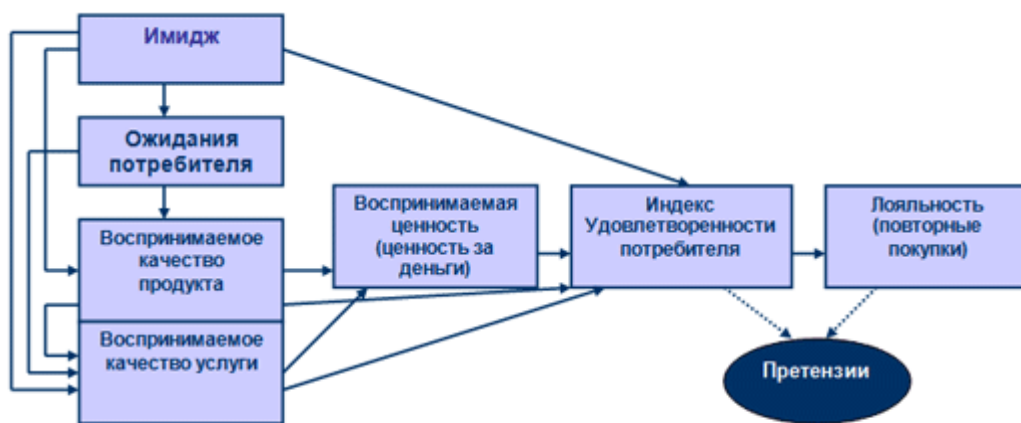 Имидж
Ожидания
потребителя
Воспринимаемое
качество
продукта
Воспринимаемое
качество услуги
Воспринимаемая
ценность
(ценность за
деньги)
Индекс
Удовлетворенности
потребителя
Лояльность
(повторные
покупки)
Претензии